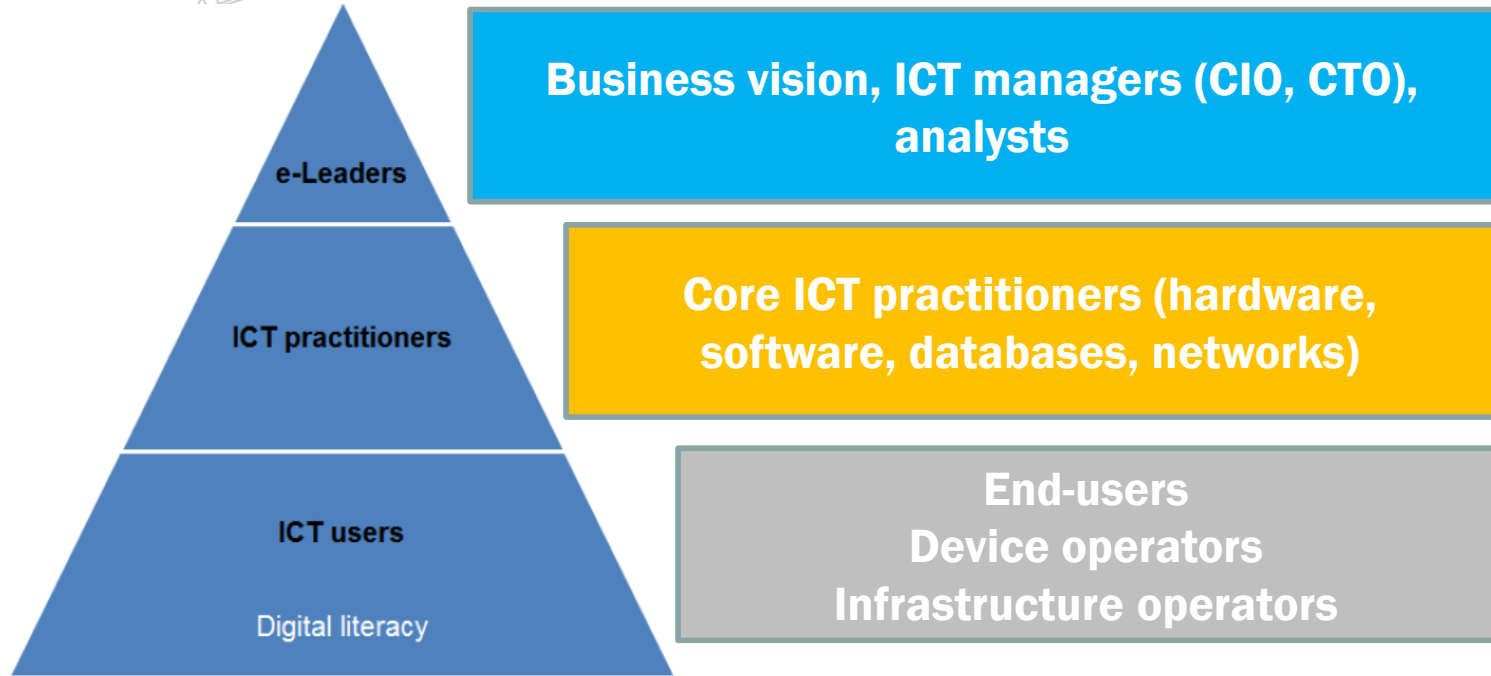 e-Leaders
Business vision, ICT managers (CIO, CTO),
analysts
ICT practitioners
Core ICT practitioners (hardware,
software, databases, networks)
ICT users
Digital literacy
End-users
Device operators
Infrastructure operators